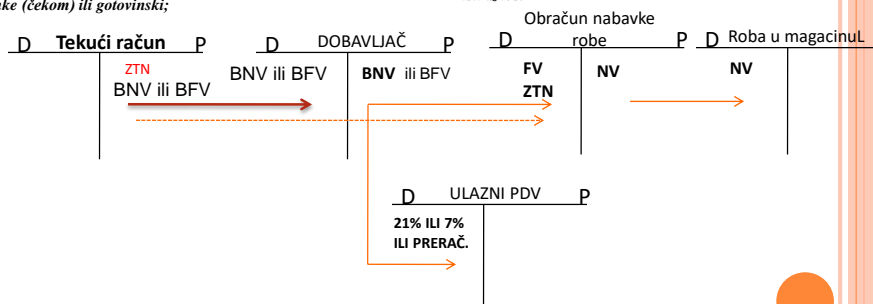 nke (čekom) ili gotovinski;
D Tekući račun P
D DOBAVLJAČ P
Obračun nabavke
D robe P
D Roba u magacinuL
ZTN
BNV ili BFV
BNV ili BFV
BNV ili BFV
FV
ZTN
NV
NV
D ULAZNI PDV P
21% ILI 7%
ILI PRERAČ.